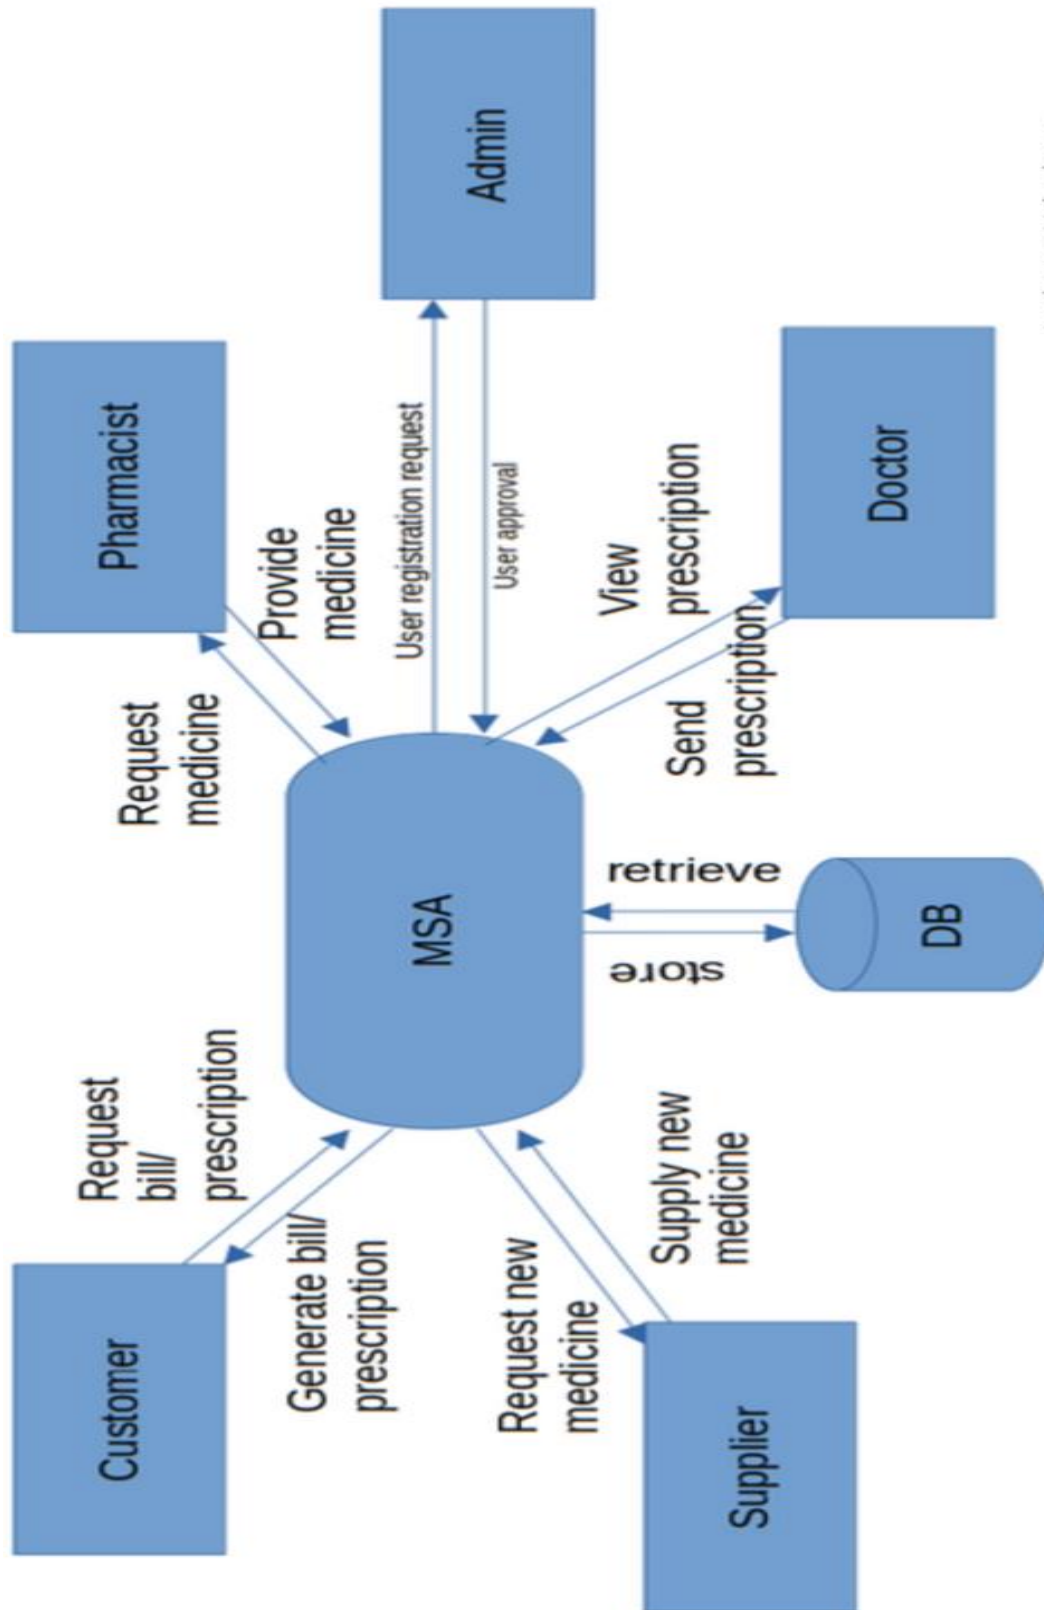 Customer
Request
bill/
prescription
Generate bill/
prescription
Request
medicine
Pharmacist
Provide
medicine
MSA
User registration request
User approval
Admin
Request new
medicine
Supply new
medicine
Supplier
store
retrieve
DB
View
prescription
Send
prescription
Doctor